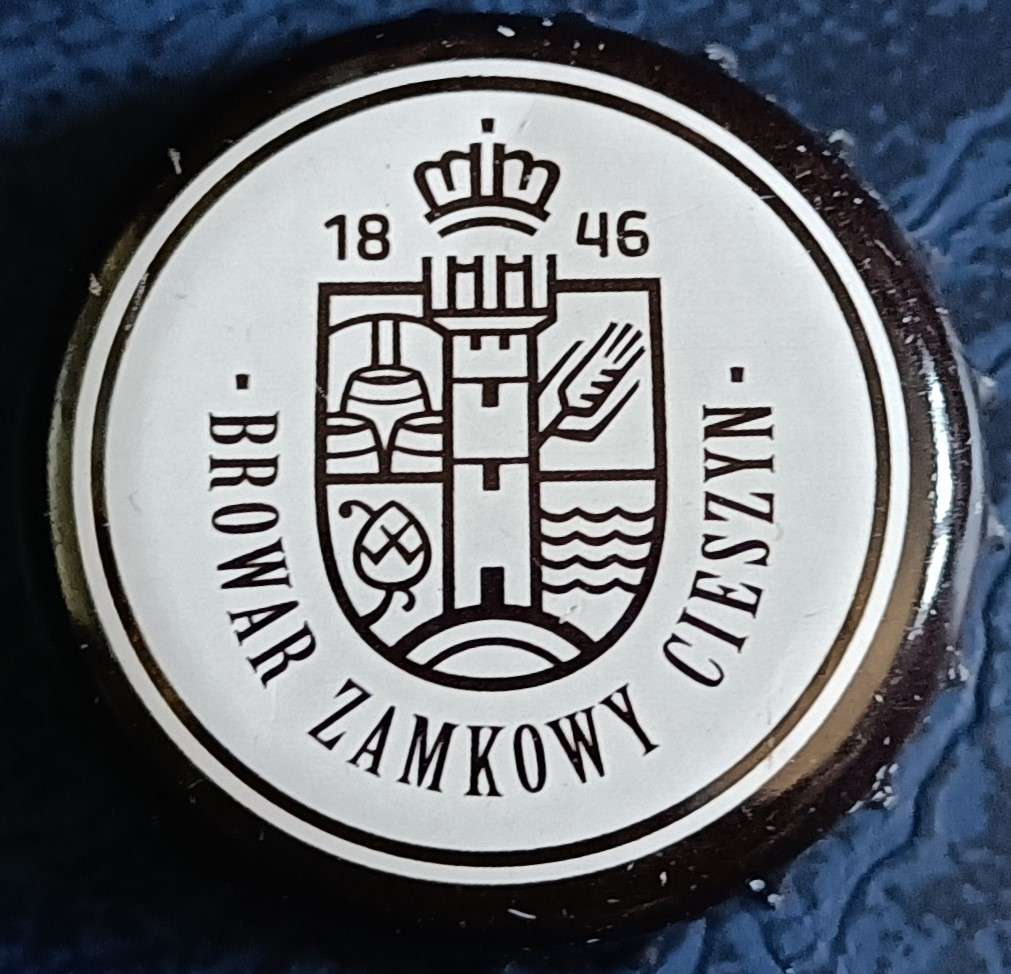 18 46
· BROWAR ZAMKOWY CIESZYN ·